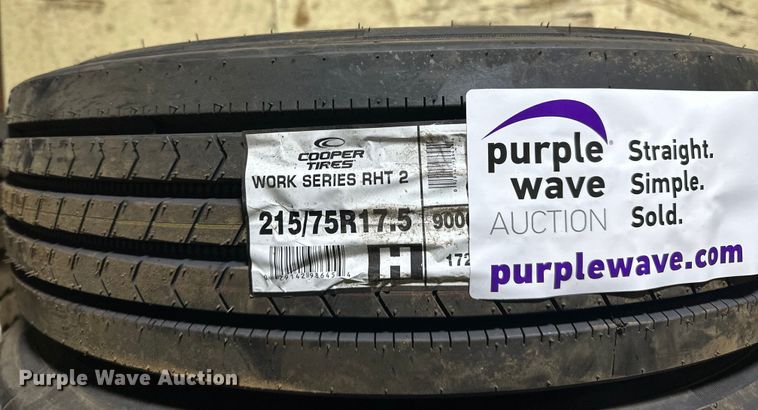 COOPER
TIRES
WORK SERIES RHT 2
215/75R17.5
H
purple
wave
AUCTION
Straight.
Simple.
Sold.
purplewave.com
Purple Wave Auction